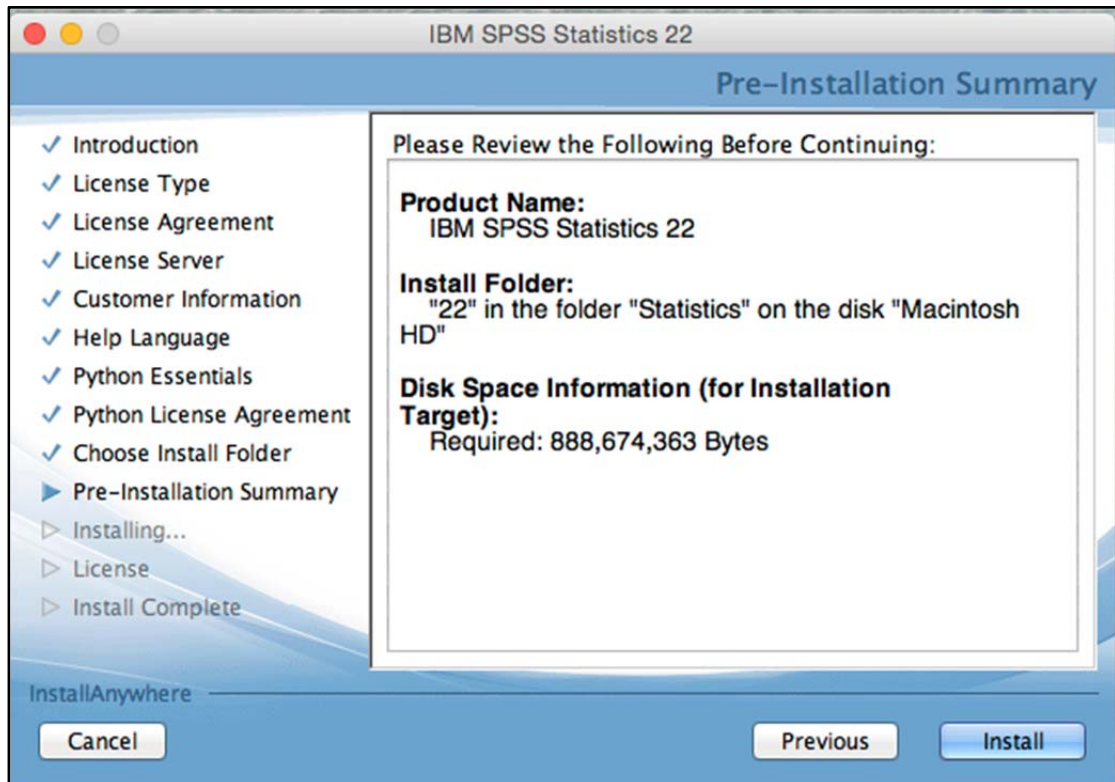 IBM SPSS Statistics 22
Pre-Installation Summary
Introduction
License Type
License Agreement
License Server
Customer Information
Help Language
Python Essentials
Python License Agreement
Choose Install Folder
Pre-Installation Summary
Installing...
License
Install Complete
Please Review the Following Before Continuing:
Product Name:
IBM SPSS Statistics 22
Install Folder:
"22" in the folder "Statistics" on the disk "Macintosh
HD"
Disk Space Information (for Installation
Target):
Required: 888,674,363 Bytes
InstallAnywhere
Cancel
Previous
Install